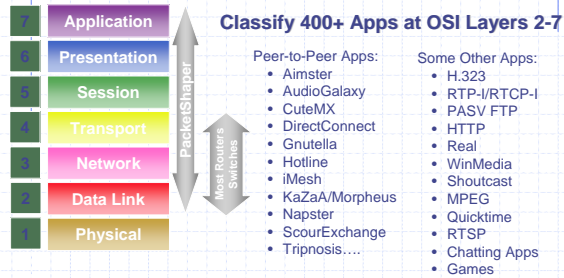 Classify 400+ Apps at OSI Layers 2-7
7 Application
6 Presentation
5 Session
4 Transport
3 Network
2 Data Link
1 Physical
PacketShaper
Most Routers
Switches
Peer-to-Peer Apps:
• Aimster
• AudioGalaxy
• CuteMX
• DirectConnect
• Gnutella
• Hotline
• iMesh
• KaZaA/Morpheus
• Napster
• ScourExchange
• Tripnosis….
Some Other Apps:
• H.323
• RTP-I/RTCP-I
• PASV FTP
• HTTP
• Real
• WinMedia
• Shoutcast
• MPEG
• Quicktime
• RTSP
• Chatting Apps
• Games